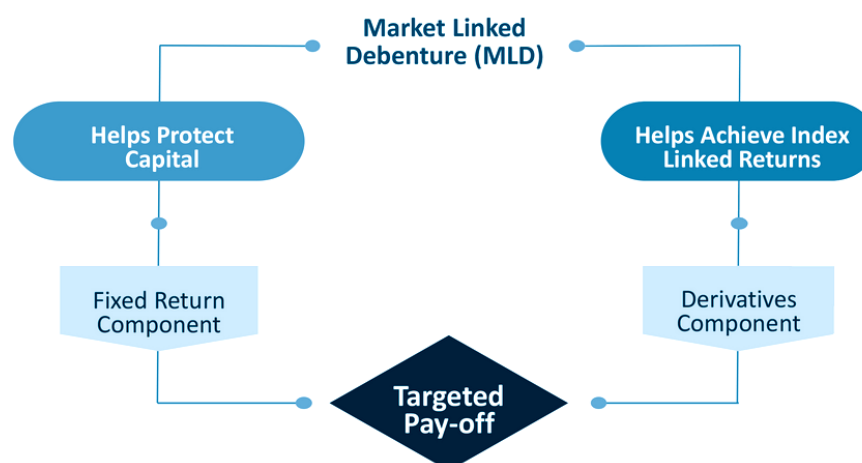 Market Linked
Debenture (MLD)
Helps Protect
Capital
Helps Achieve Index
Linked Returns
Fixed Return
Component
Derivatives
Component
Targeted
Pay-off